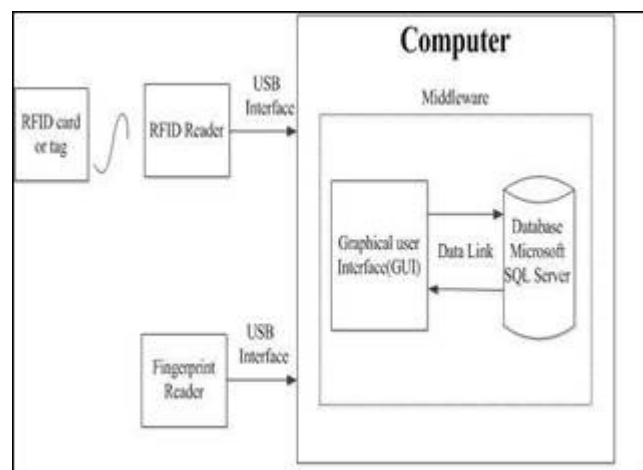 Computer
USB
Interface
Middleware
RFID card
or tag
RFID Reader
Graphical user
Interface(GUI)
Data Link
Database
Microsoft
SQL Server
USB
Interface
Fingerprint
Reader